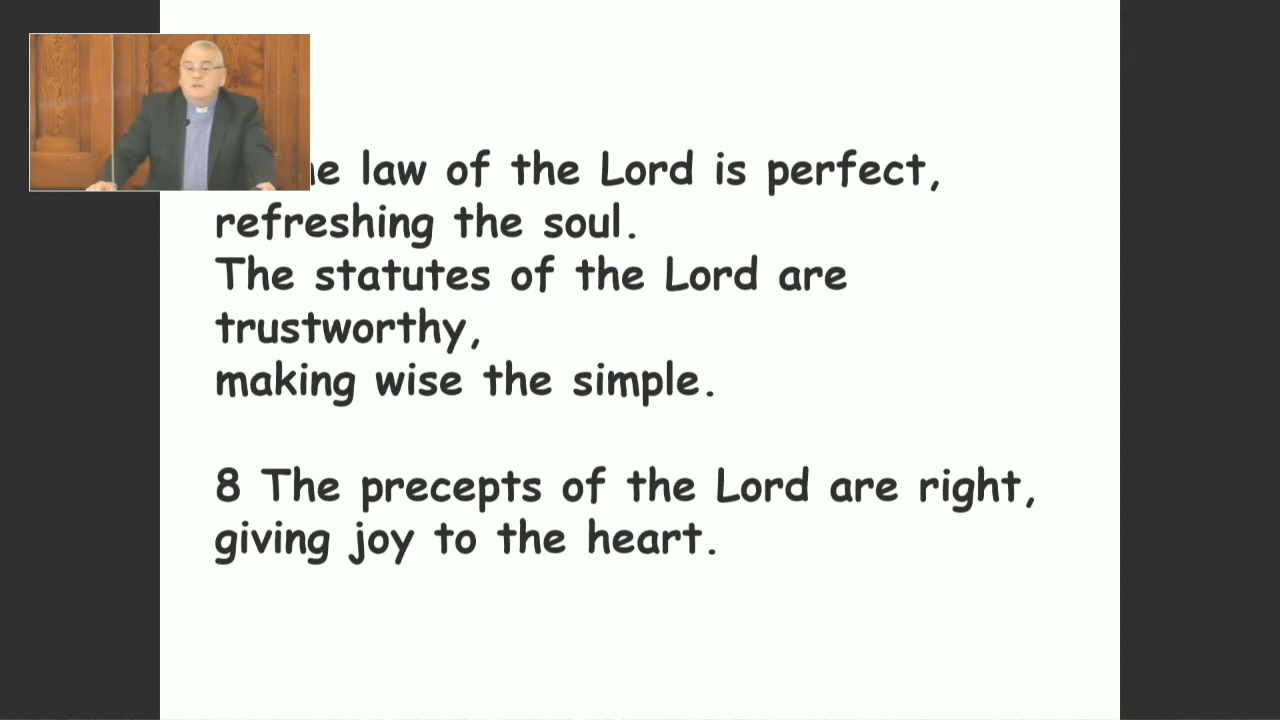 law of the Lord is perfect,
refreshing the soul.
The statutes of the Lord are
trustworthy,
making wise the simple.
8 The precepts of the Lord are right,
giving joy to the heart.